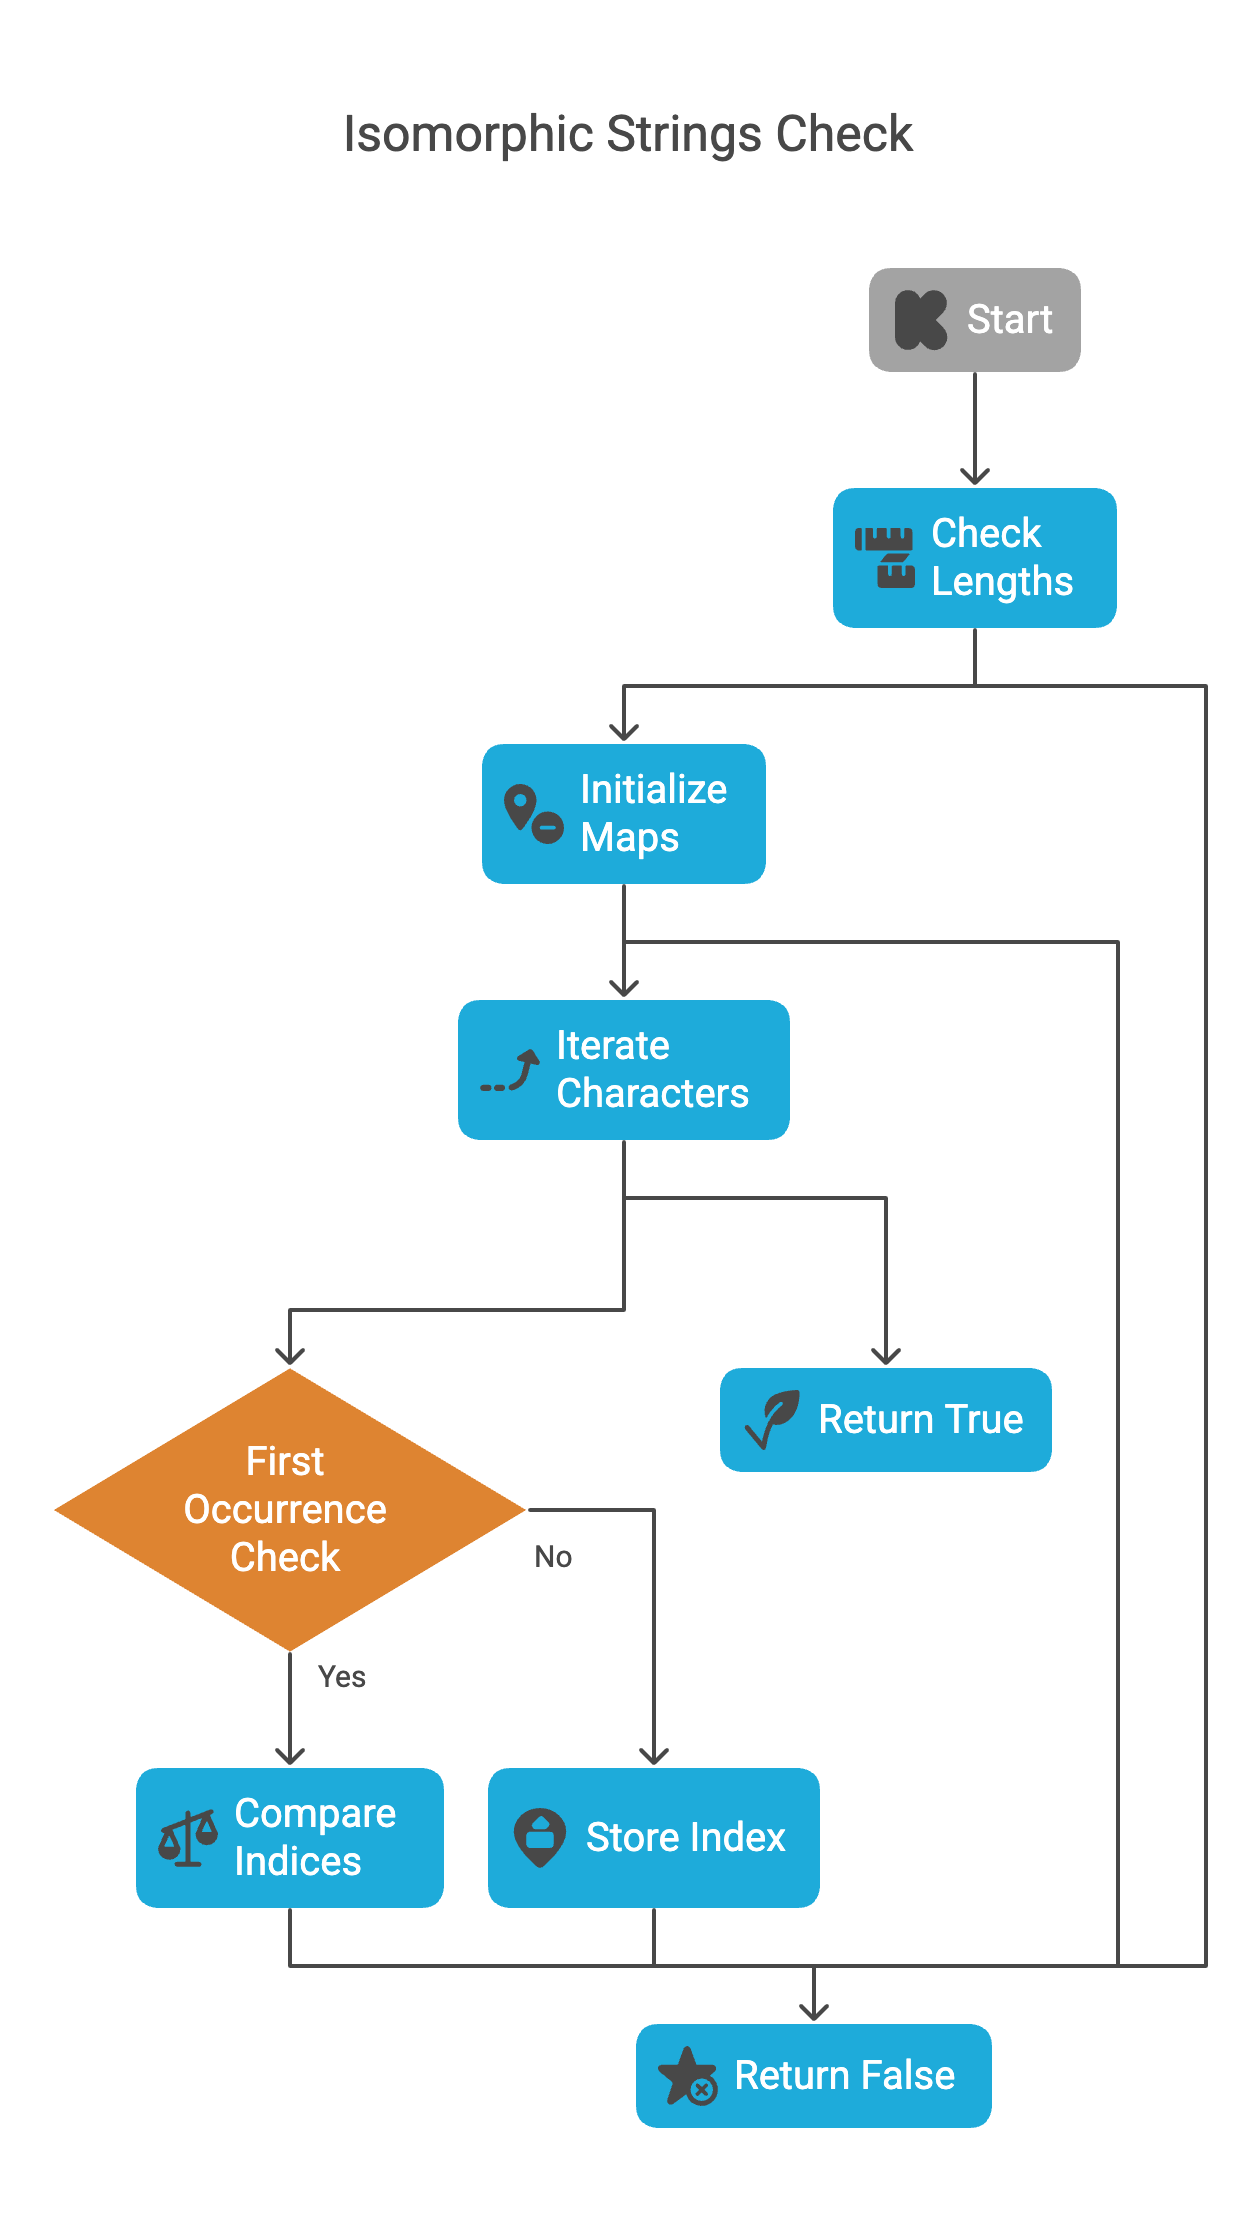 Isomorphic Strings Check
Start
Check
Lengths
Initialize
Maps
Iterate
Characters
Return True
First
Occurrence
Check
No
Yes
Compare
Indices
Store Index
Return False